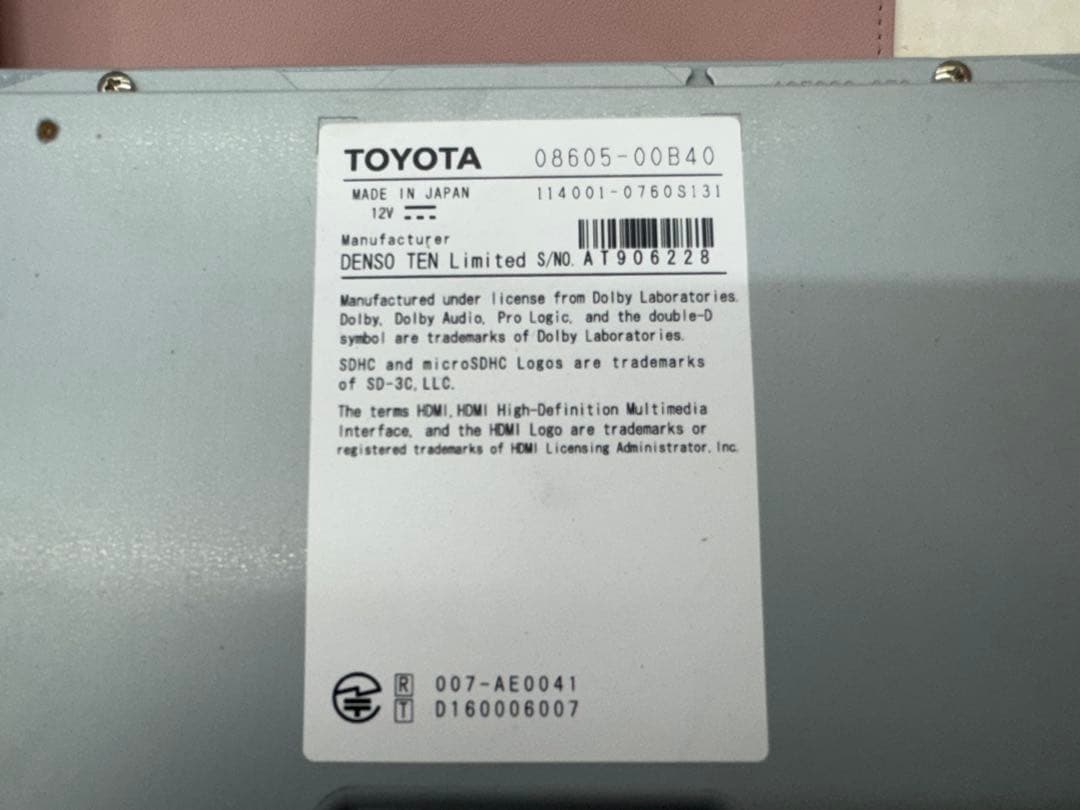 TOYOTA 08605-00B40
MADE IN JAPAN 114001-0760S131
12V
Manufacturer
DENSO TEN Limited S/NO. AT906228
Manufactured under license from Dolby Laboratories.
Dolby, Dolby Audio, Pro Logic, and the double-D
symbol are trademarks of Dolby Laboratories.
SDHC and microSDHC Logos are trademarks
of SD-3C, LLC.
The terms HDMI, HDMI High-Definition Multimedia
Interface, and the HDMI Logo are trademarks or
registered trademarks of HDMI Licensing Administrator, Inc.
R 007-AE0041
T D160006007